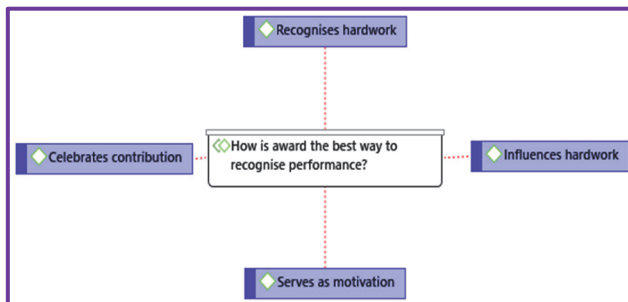 Recognises hardwork
Celebrates contribution
How is award the best way to
recognise performance?
Influences hardwork
Serves as motivation